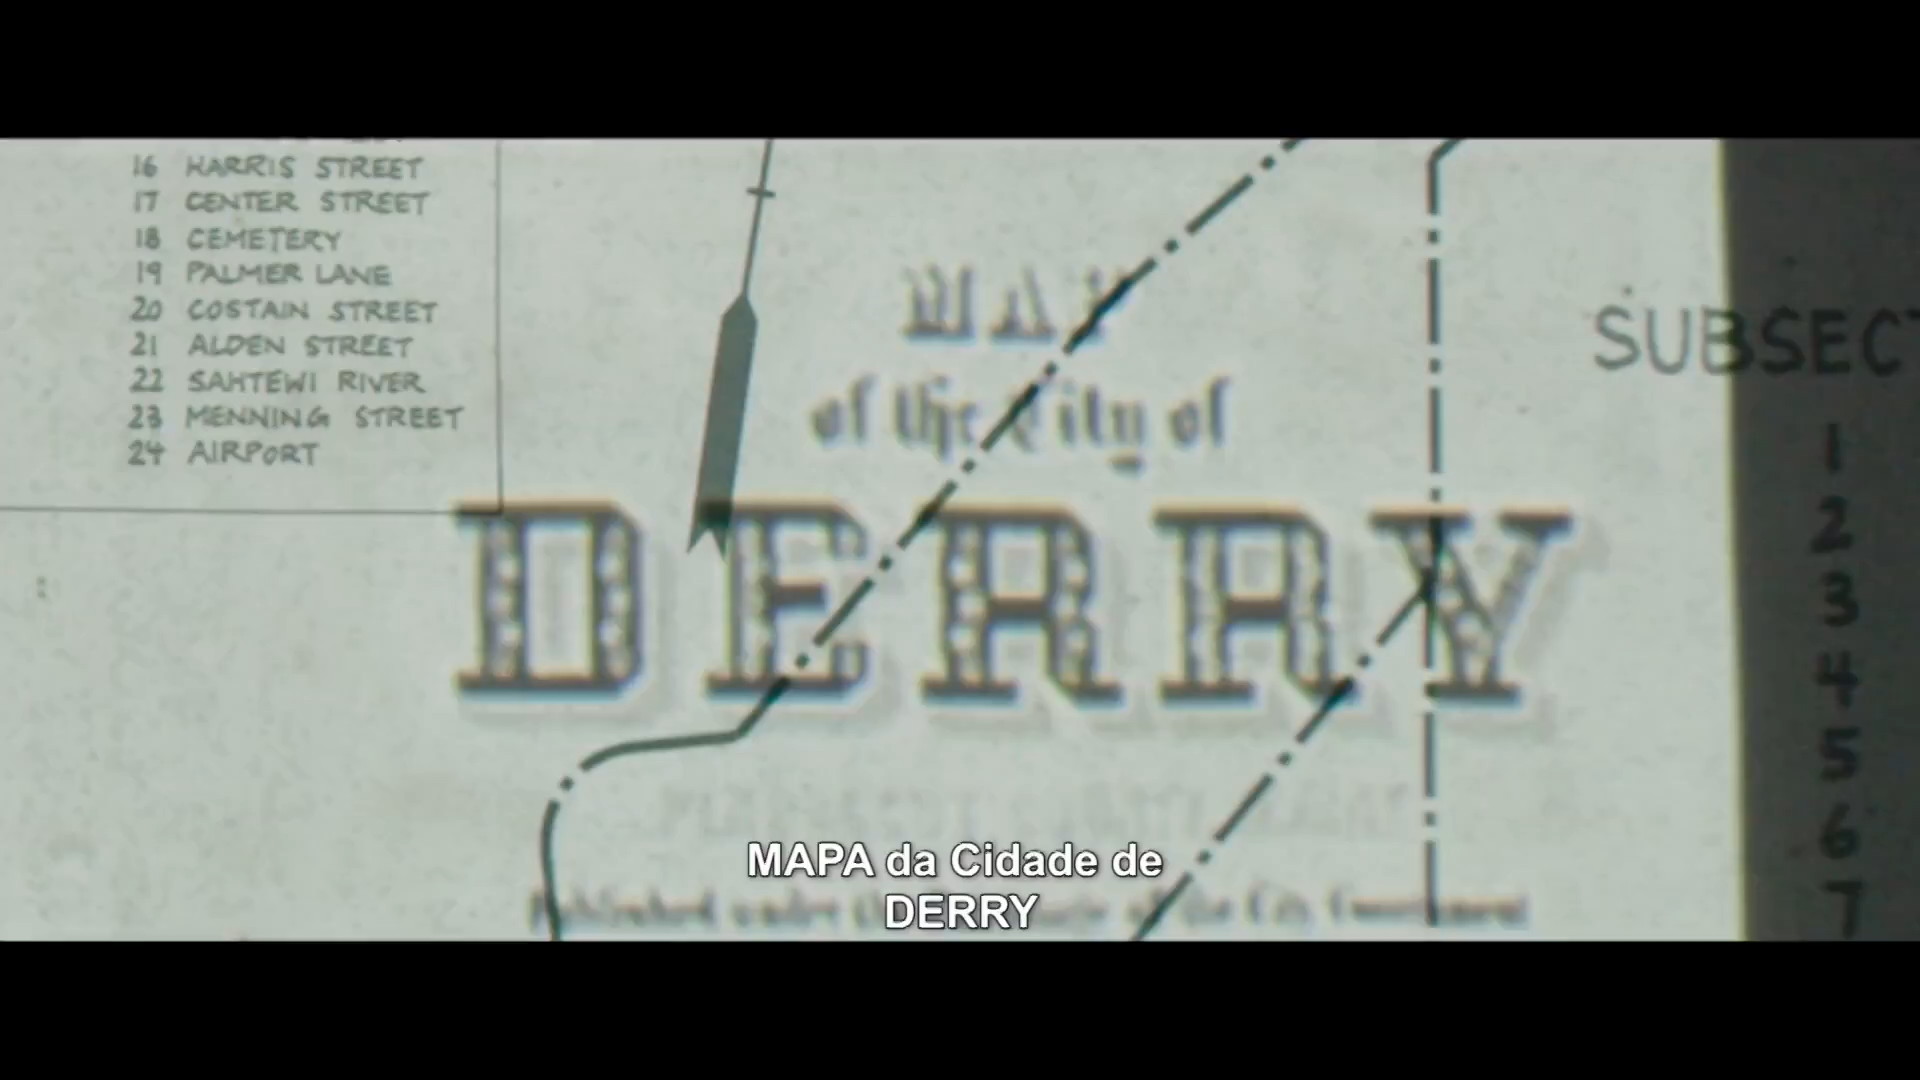 16 HARRIS STREET
17 CENTER STREET
18 CEMETERY
19 PALMER LANE
20 COSTAIN STREET
21 ALDEN STREET
22 SAHTEWI RIVER
23 MENNING STREET
24 AIRPORT
MAP
of the City of
DERRY
SUBSECT
1
2
3
4
5
6
7
MAPA da Cidade de
DERRY